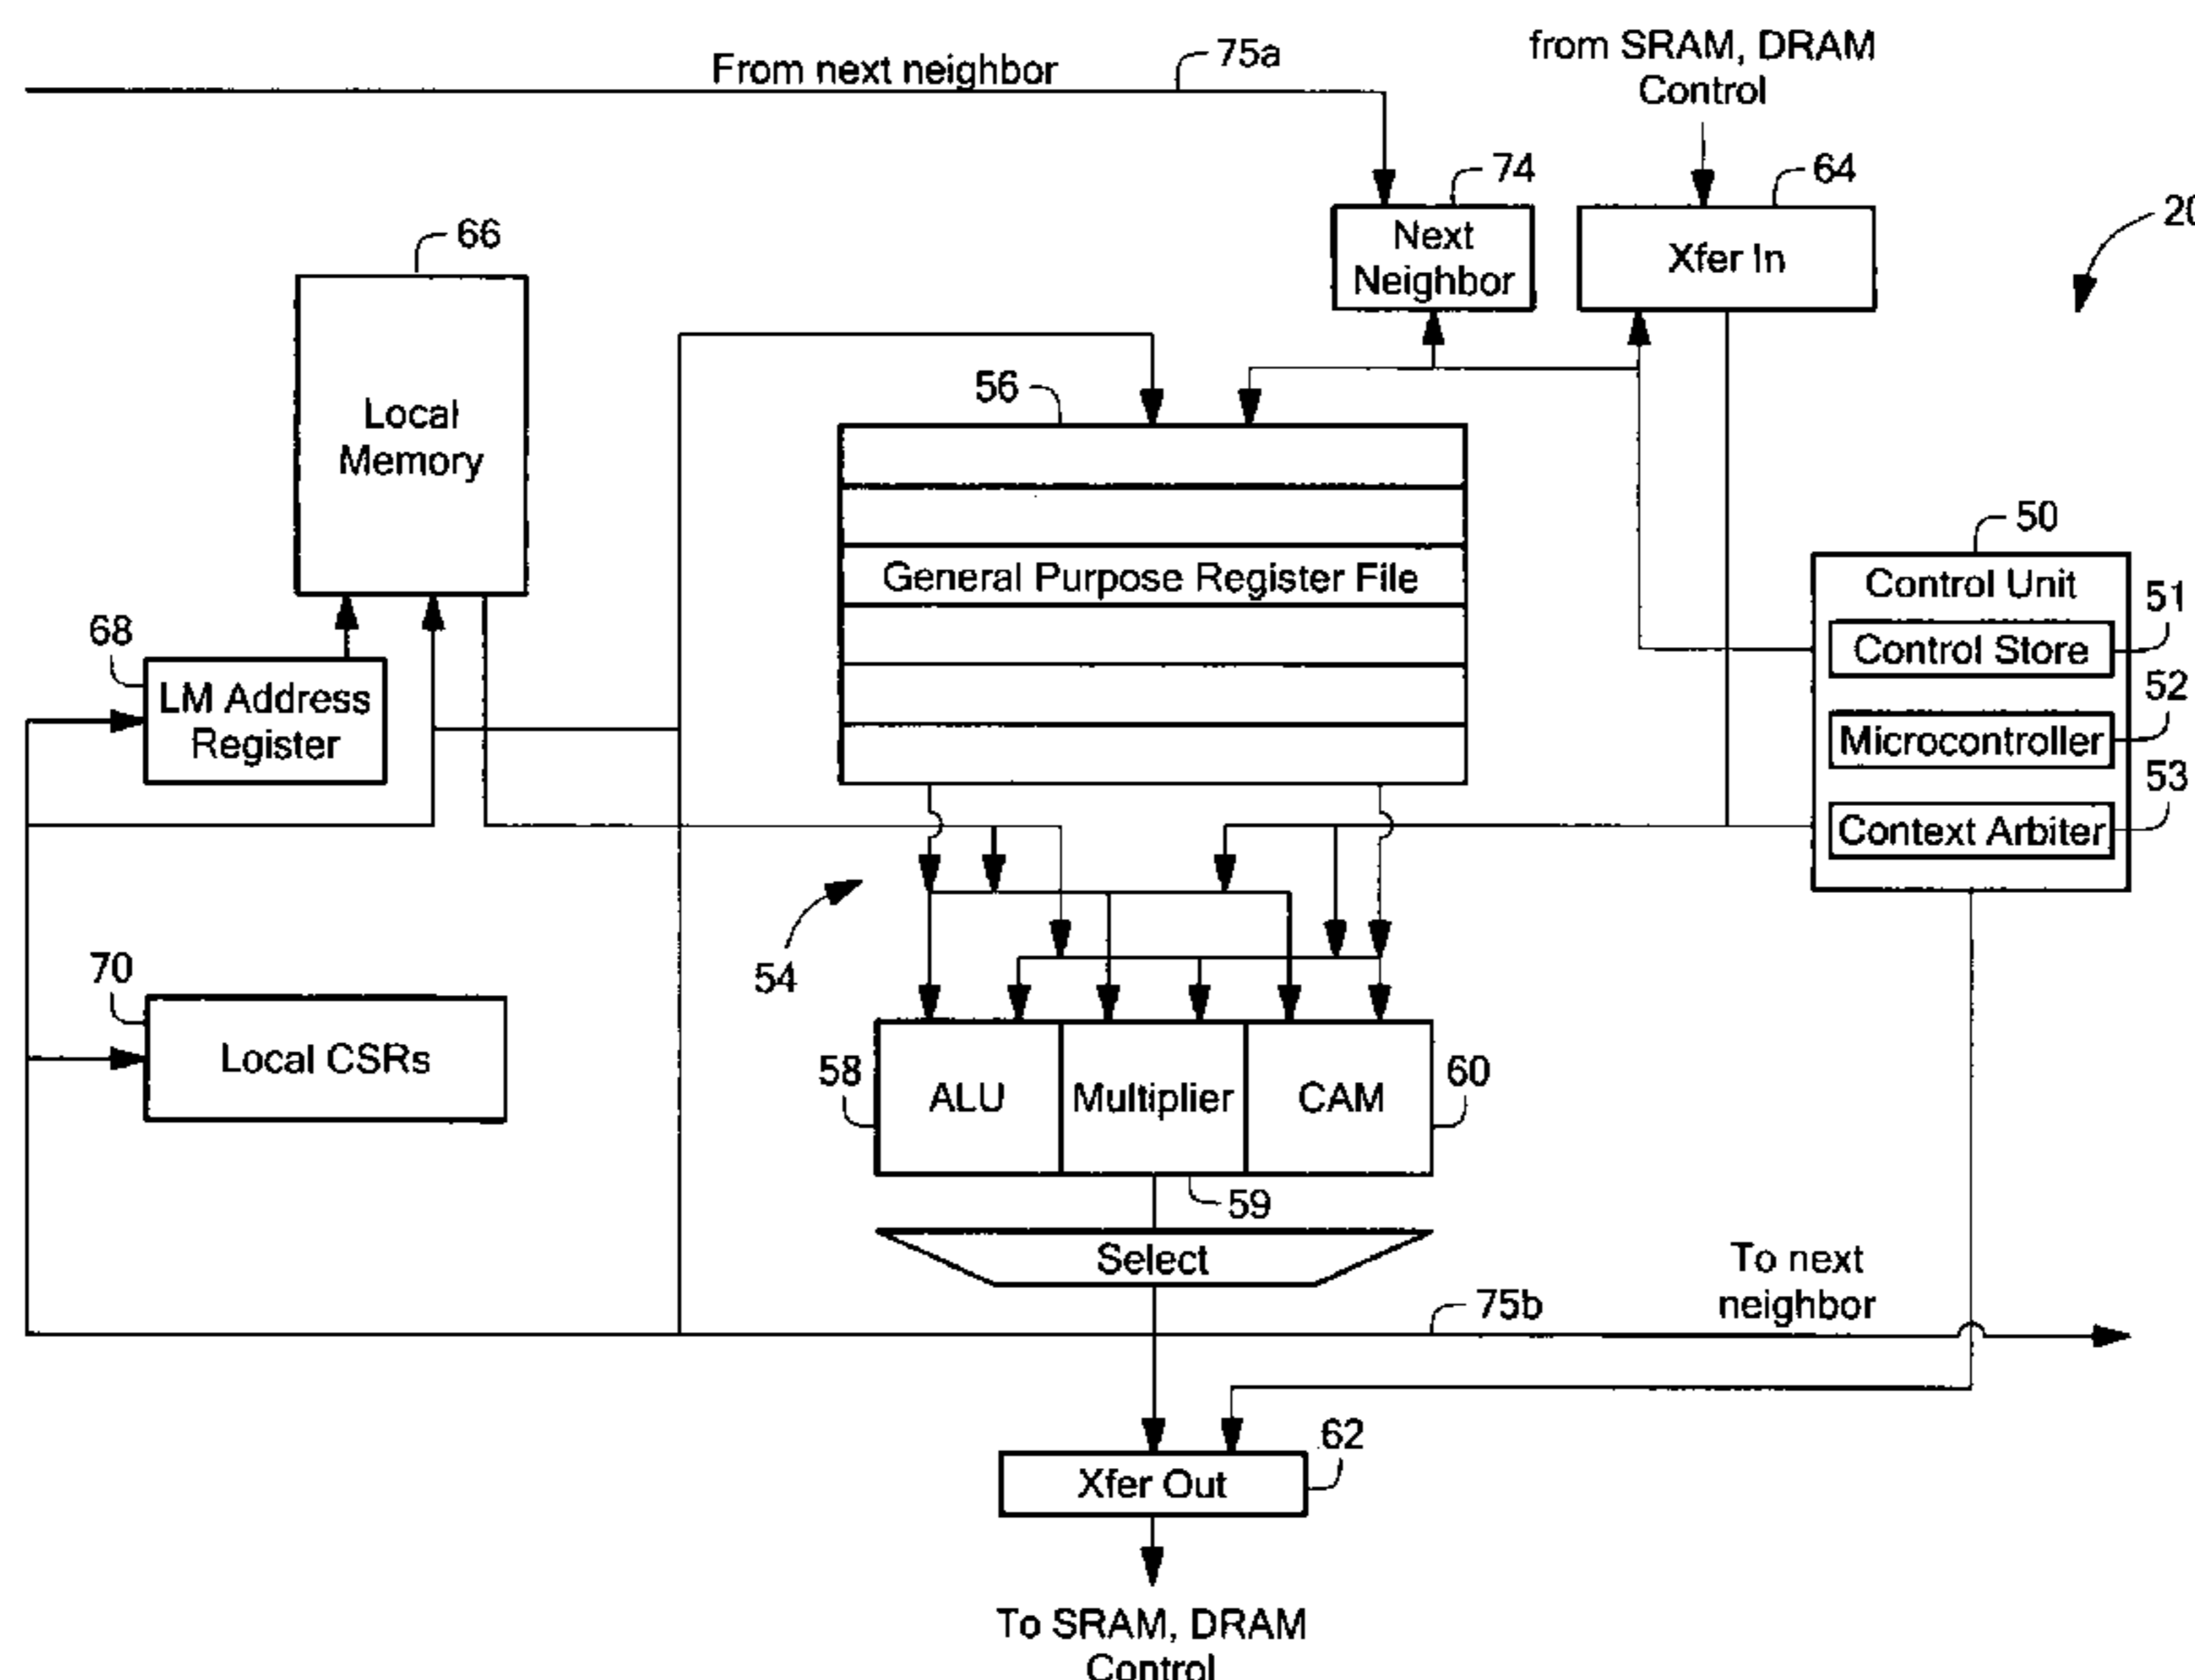 From next neighbor
75a
from SRAM, DRAM
Control
74
64
20
Next
Neighbor
Xfer In
66
Local
Memory
56
General Purpose Register File
50
Control Unit
51
Control Store
52
Microcontroller
53
Context Arbiter
68
LM Address
Register
54
70
Local CSRs
58
ALU
Multiplier
CAM
60
59
Select
75b
To next
neighbor
62
Xfer Out
To SRAM, DRAM
Control